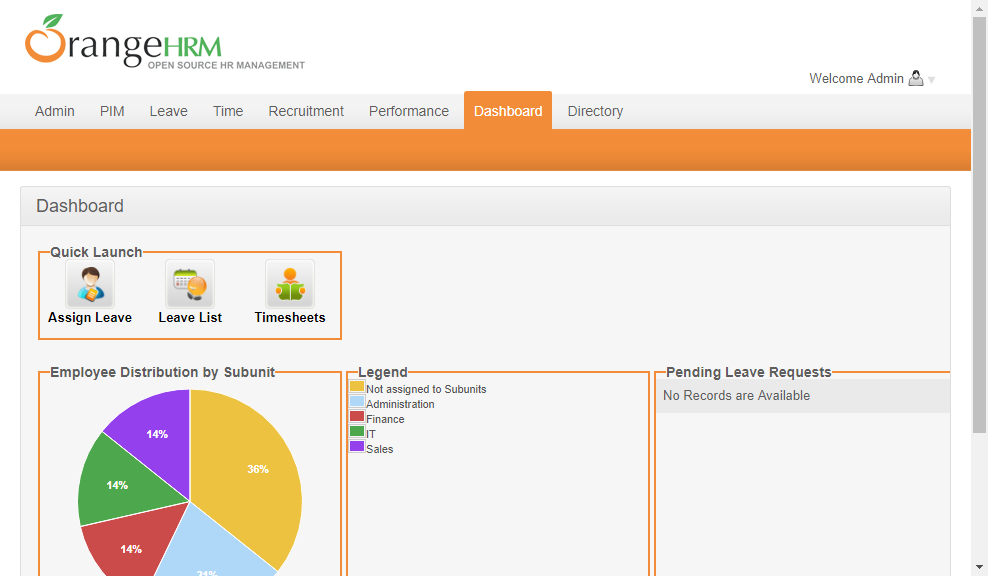 OrangeHRM
OPEN SOURCE HR MANAGEMENT
Welcome Admin
Admin PIM Leave Time Recruitment Performance Dashboard Directory
Dashboard
Quick Launch
Assign Leave Leave List Timesheets
Employee Distribution by Subunit
14%
36%
14%
14%
21%
Legend
Not assigned to Subunits
Administration
Finance
IT
Sales
Pending Leave Requests
No Records are Available